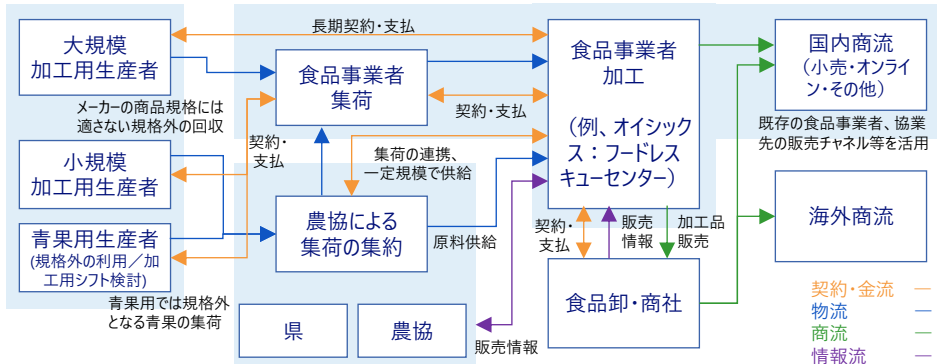 大規模
加工用生産者
メーカーの商品規格には
適さない規格外の回収
小規模
加工用生産者
青果用生産者
(規格外の利用／加
工用シフト検討)
青果用では規格外
となる青果の集荷
長期契約・支払
食品事業者
集荷
契約・支払
契約・
支払
集荷の連携、
一定規模で供給
農協による
集荷の集約
原料供給
県
農協
販売情報
食品事業者
加工
（例、オイシック
ス：フードレス
キューセンター）
契約・
支払
販売
情報
加工品
販売
食品卸・商社
国内商流
（小売・オンライ
ン・その他）
既存の食品事業者、協業
先の販売チャネル等を活用
海外商流
契約・金流
物流
商流
情報流